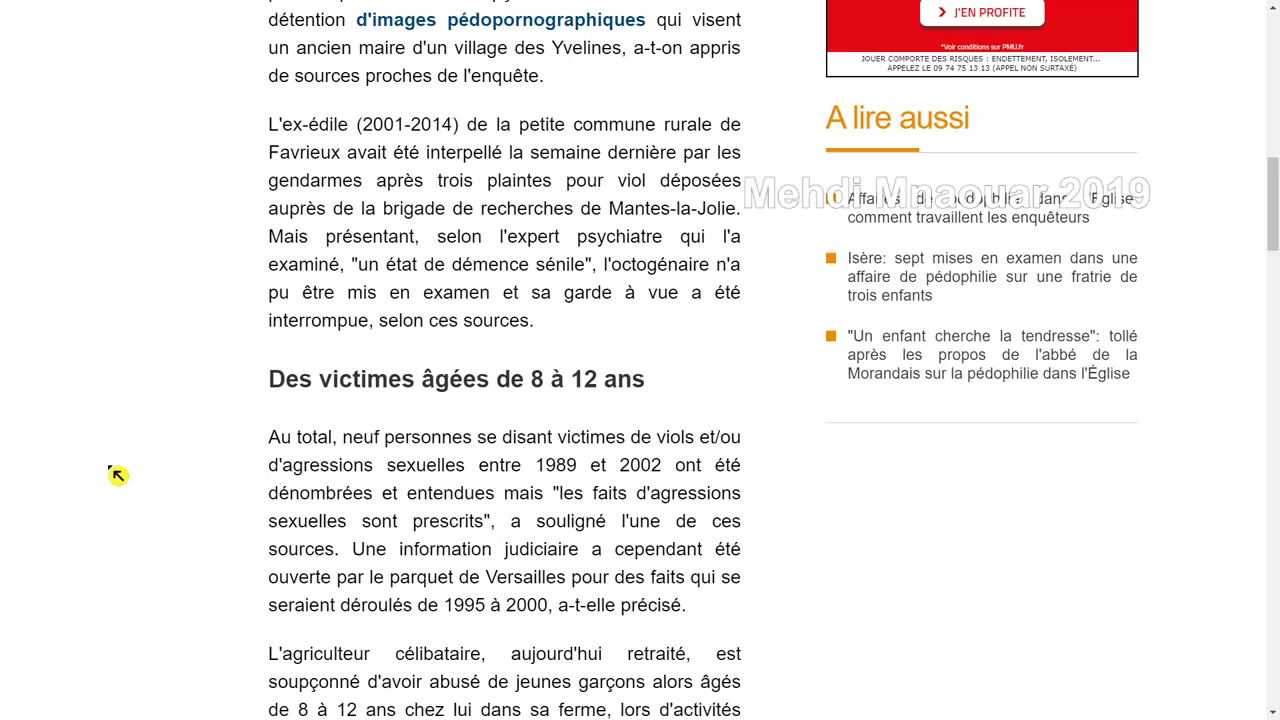 détention d'images pédopornographiques qui visent
un ancien maire d'un village des Yvelines, a-t-on appris
de sources proches de l'enquête.
L'ex-édile (2001-2014) de la petite commune rurale de
Favrieux avait été interpellé la semaine dernière par les
gendarmes après trois plaintes pour viol déposées
auprès de la brigade de recherches de Mantes-la-Jolie.
Mais présentant, selon l'expert psychiatre qui l'a
examiné, "un état de démence sénile", l'octogénaire n'a
pu être mis en examen et sa garde à vue a été
interrompue, selon ces sources.
Des victimes âgées de 8 à 12 ans
Au total, neuf personnes se disant victimes de viols et/ou
d'agressions sexuelles entre 1989 et 2002 ont été
dénombrées et entendues mais "les faits d'agressions
sexuelles sont prescrits", a souligné l'une de ces
sources. Une information judiciaire a cependant été
ouverte par le parquet de Versailles pour des faits qui se
seraient déroulés de 1995 à 2000, a-t-elle précisé.
L'agriculteur célibataire, aujourd'hui retraité, est
soupçonné d'avoir abusé de jeunes garçons alors âgés
de 8 à 12 ans chez lui dans sa ferme, lors d'activités
J'EN PROFITE
*Voir conditions sur PMU.fr
JOUER COMPORTE DES RISQUES : ENDETTEMENT, ISOLEMENT...
APPELEZ LE 09 74 75 13 13 (APPEL NON SURTAXÉ)
A lire aussi
Mehdi Mnaouar 2019
Affaires de pédophilie dans l'Eglise:
comment travaillent les enquêteurs
Isère: sept mises en examen dans une
affaire de pédophilie sur une fratrie de
trois enfants
"Un enfant cherche la tendresse": tollé
après les propos de l'abbé de la
Morandais sur la pédophilie dans l'Église